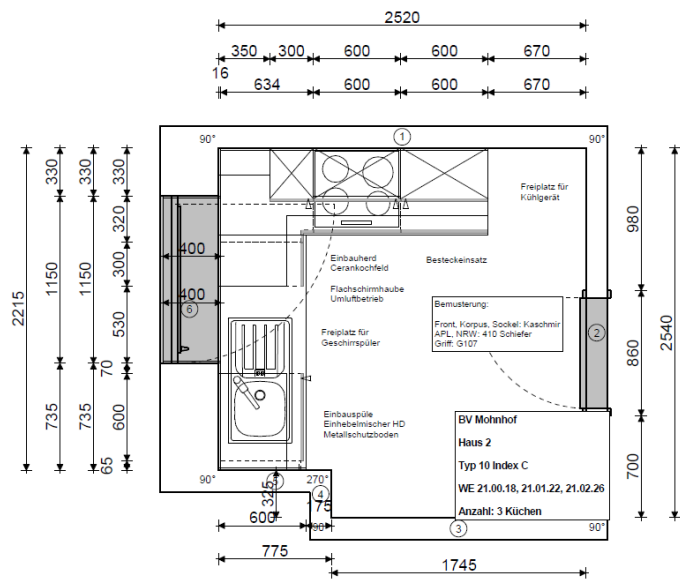 2520
350 300 600 600 670
16
634 600 600 670
90° 1 90°
330 330 330 330
320
Freiplatz für
Kühlgerät
980
400
1150 1150 300
Einbauherd
Cerankochfeld
Besteckeinsatz
Flachschirmhaube
Umluftbetrieb
400
6
2215
530
Bemusterung:
Front, Korpus, Sockel: Kaschmir
APL, NRW: 410 Schiefer
Griff: G107
2
860
2540
Freiplatz für
Geschirrspüler
70
735 735 600
Einbauspüle
Einhebelmischer HD
Metallschutzboden
BV Mohnhof
Haus 2
Typ 10 Index C
WE 21.00.18, 21.01.22, 21.02.26
Anzahl: 3 Küchen
700
65
90° 5 270°
325
4
75
600 90° 3 90°
775 1745